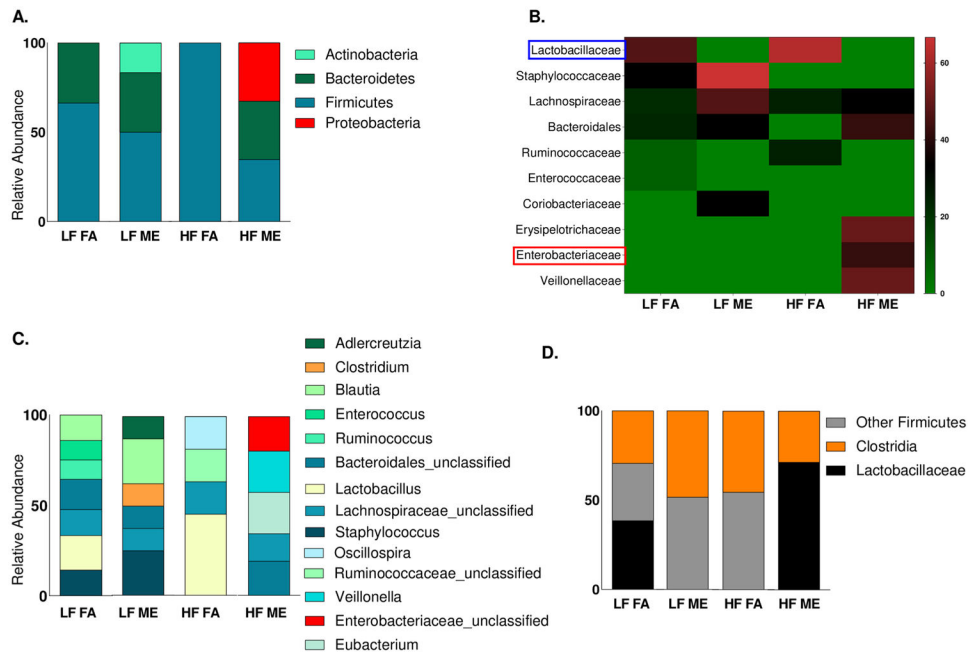 A.
100
50
0
Relative Abundance
LF FA LF ME HF FA HF ME
Actinobacteria
Bacteroidetes
Firmicutes
Proteobacteria
B.
Lactobacillaceae
Staphylococcaceae
Lachnospiraceae
Bacteroidales
Ruminococcaceae
Enterococcaceae
Coriobacteriaceae
Erysipelotrichaceae
Enterobacteriaceae
Veillonellaceae
LF FA LF ME HF FA HF ME
60
40
20
0
C.
100
50
0
Relative Abundance
LF FA LF ME HF FA HF ME
Adlercreutzia
Clostridium
Blautia
Enterococcus
Ruminococcus
Bacteroidales_unclassified
Lactobacillus
Lachnospiraceae_unclassified
Staphylococcus
Oscillospira
Ruminococcaceae_unclassified
Veillonella
Enterobacteriaceae_unclassified
Eubacterium
D.
100
50
0
LF FA LF ME HF FA HF ME
Other Firmicutes
Clostridia
Lactobacillaceae